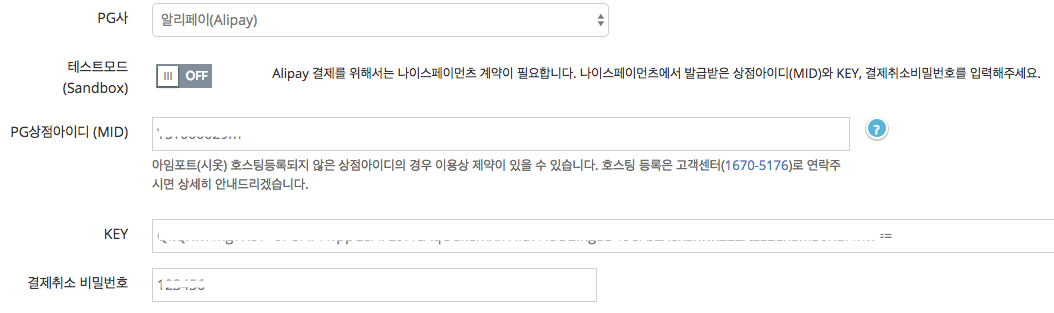 PG사
알리페이(Alipay)
테스트모드
(Sandbox)
OFF
Alipay 결제를 위해서는 나이스페이먼츠 계약이 필요합니다. 나이스페이먼츠에서 발급받은 상점아이디(MID)와 KEY, 결제취소비밀번호를 입력해주세요.
PG상점아이디 (MID)
?
아임포트(시옷) 호스팅등록되지 않은 상점아이디의 경우 이용상 제약이 있을 수 있습니다. 호스팅 등록은 고객센터(1670-5176)로 연락주
시면 상세히 안내드리겠습니다.
KEY
결제취소 비밀번호